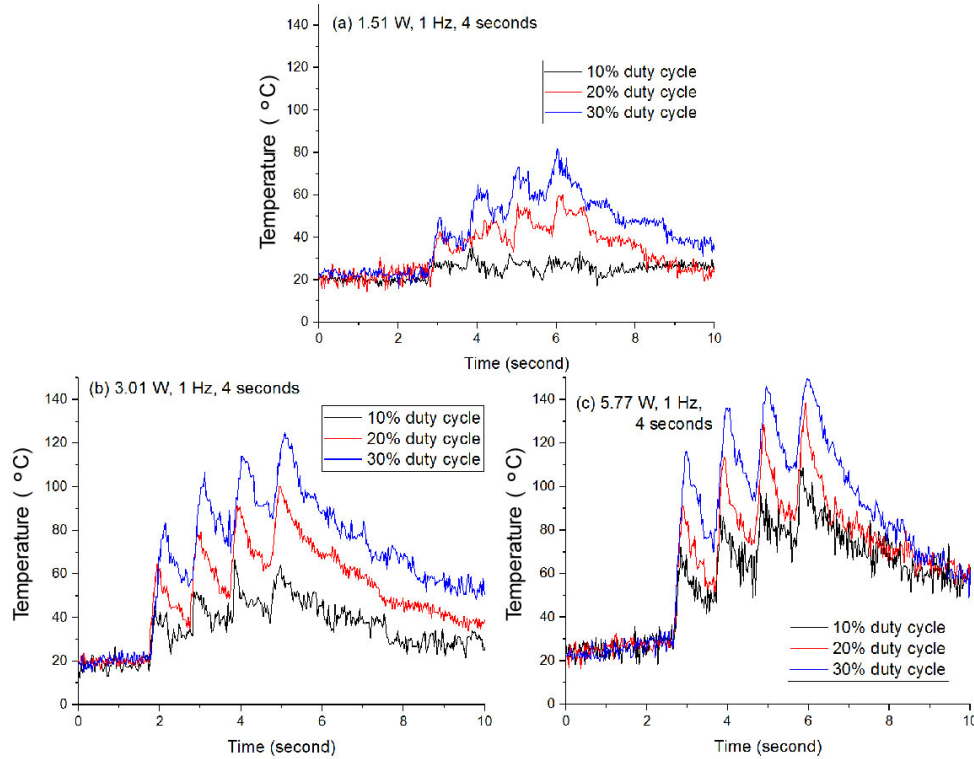 (a) 1.51 W, 1 Hz, 4 seconds
10% duty cycle
20% duty cycle
30% duty cycle
Temperature ( °C)
140
120
100
80
60
40
20
0
0 2 4 6 8 10
Time (second)
(b) 3.01 W, 1 Hz, 4 seconds
10% duty cycle
20% duty cycle
30% duty cycle
Temperature ( °C)
140
120
100
80
60
40
20
0
0 2 4 6 8 10
Time (second)
(c) 5.77 W, 1 Hz,
4 seconds
Temperature ( °C)
140
120
100
80
60
40
20
0
10% duty cycle
20% duty cycle
30% duty cycle
0 2 4 6 8 10
Time (second)